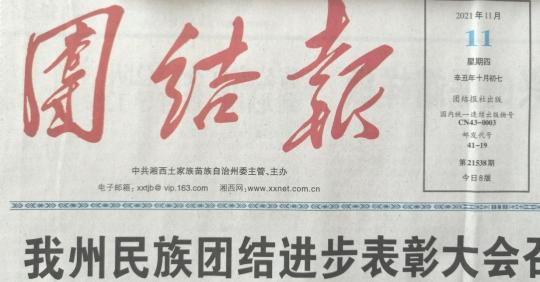 團结報
2021年11月
11
星期四
辛丑年十月初七
团结报社出版
国内统一连续出版物号
CN43-0003
邮发代号
41-19
第21538期
今日8版
中共湘西土家族苗族自治州委主管、主办
电子邮箱：xxtjb@vip.163.com 湘西网:www.xxnet.com.cn
我州民族团结进步表彰大会召